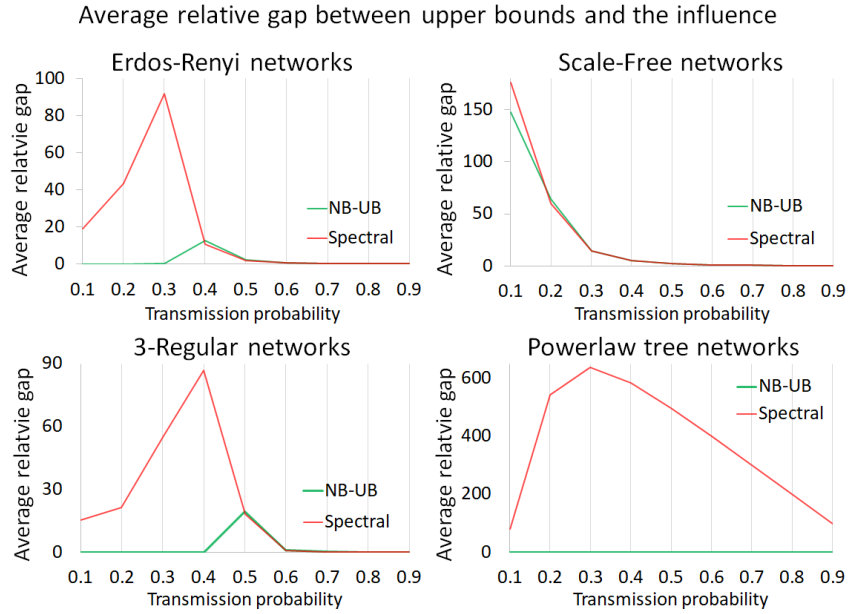 Average relative gap between upper bounds and the influence
Erdos-Renyi networks
Average relatvie gap
100
80
60
40
20
0
NB-UB
Spectral
0.1 0.2 0.3 0.4 0.5 0.6 0.7 0.8 0.9
Transmission probability
Scale-Free networks
Average relative gap
150
100
50
0
NB-UB
Spectral
0.1 0.2 0.3 0.4 0.5 0.6 0.7 0.8 0.9
Transmission probability
3-Regular networks
Average relatvie gap
90
60
30
0
NB-UB
Spectral
0.1 0.2 0.3 0.4 0.5 0.6 0.7 0.8 0.9
Transmission probability
Powerlaw tree networks
Average relatvie gap
600
400
200
0
NB-UB
Spectral
0.1 0.2 0.3 0.4 0.5 0.6 0.7 0.8 0.9
Transmission probability